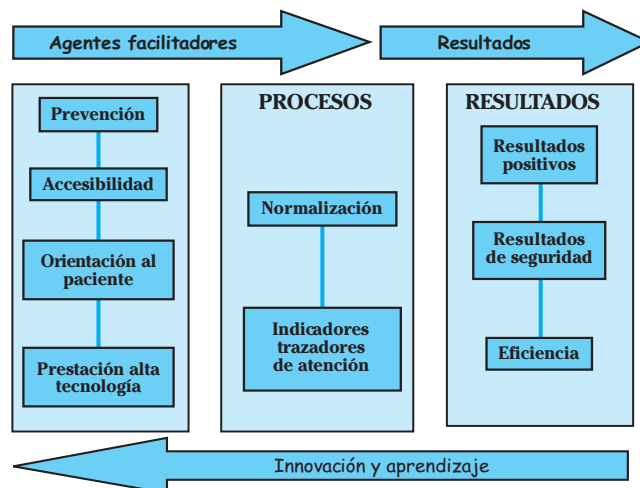 Agentes facilitadores
Resultados
Prevención
Accesibilidad
Orientación al
paciente
Prestación alta
tecnología
PROCESOS
Normalización
Indicadores
trazadores
de atención
RESULTADOS
Resultados
positivos
Resultados
de seguridad
Eficiencia
Innovación y aprendizaje